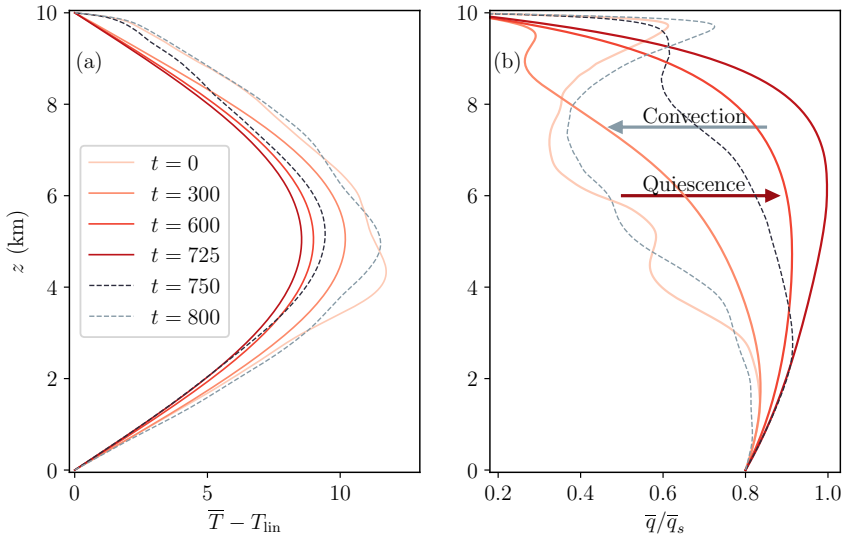 10
8
6
4
2
0
z (km)
(a)
t = 0
t = 300
t = 600
t = 725
t = 750
t = 800
0
5
10
T̅ − T_lin
10
8
6
4
2
0
(b)
Convection
Quiescence
0.2
0.4
0.6
0.8
1.0
q̅/q̅_s